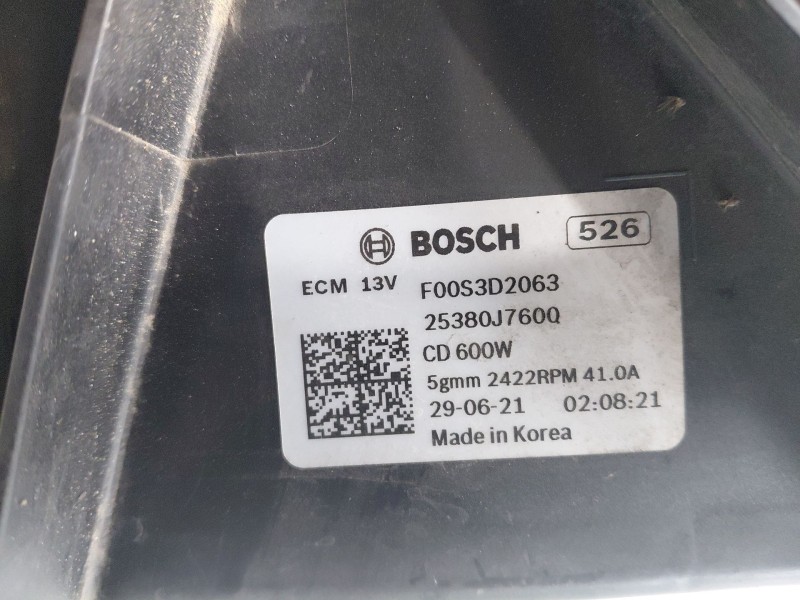 BOSCH 526
ECM 13V F00S3D2063
25380J760Q
CD 600W
5gmm 2422RPM 41.0A
29-06-21 02:08:21
Made in Korea